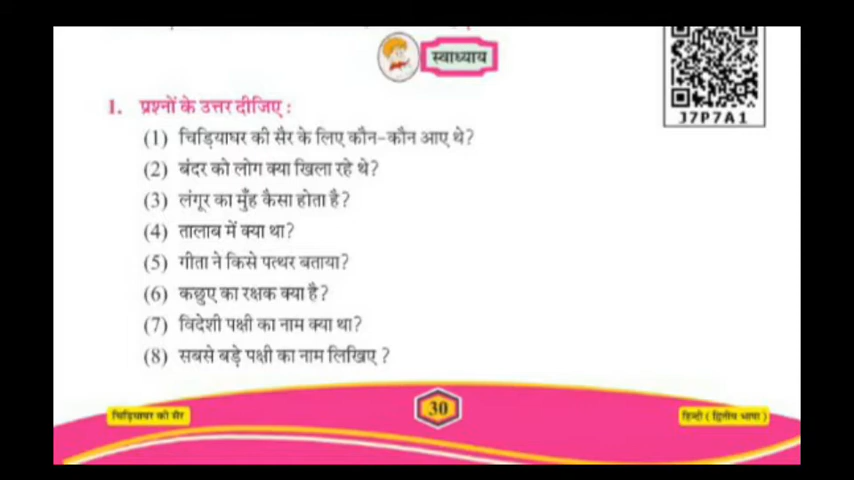 स्वाध्याय
J7P7A1
1. प्रश्नों के उत्तर दीजिए :
(1) चिड़ियाघर की सैर के लिए कौन-कौन आए थे?
(2) बंदर को लोग क्या खिला रहे थे?
(3) लंगूर का मुँह कैसा होता है?
(4) तालाब में क्या था?
(5) गीता ने किसे पत्थर बताया?
(6) कछुए का रक्षक क्या है?
(7) विदेशी पक्षी का नाम क्या था?
(8) सबसे बड़े पक्षी का नाम लिखिए ?
चिड़ियाघर की सैर
30
हिन्दी ( द्वितीय भाषा )